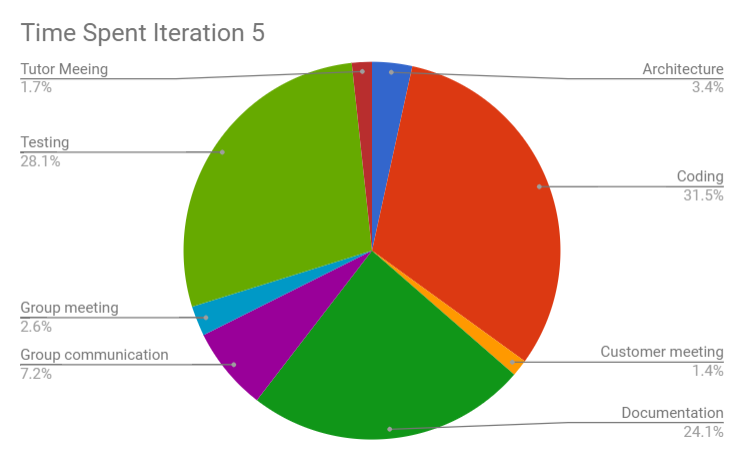 Time Spent Iteration 5
Tutor Meeing
1.7%
Architecture
3.4%
Testing
28.1%
Coding
31.5%
Group meeting
2.6%
Group communication
7.2%
Customer meeting
1.4%
Documentation
24.1%